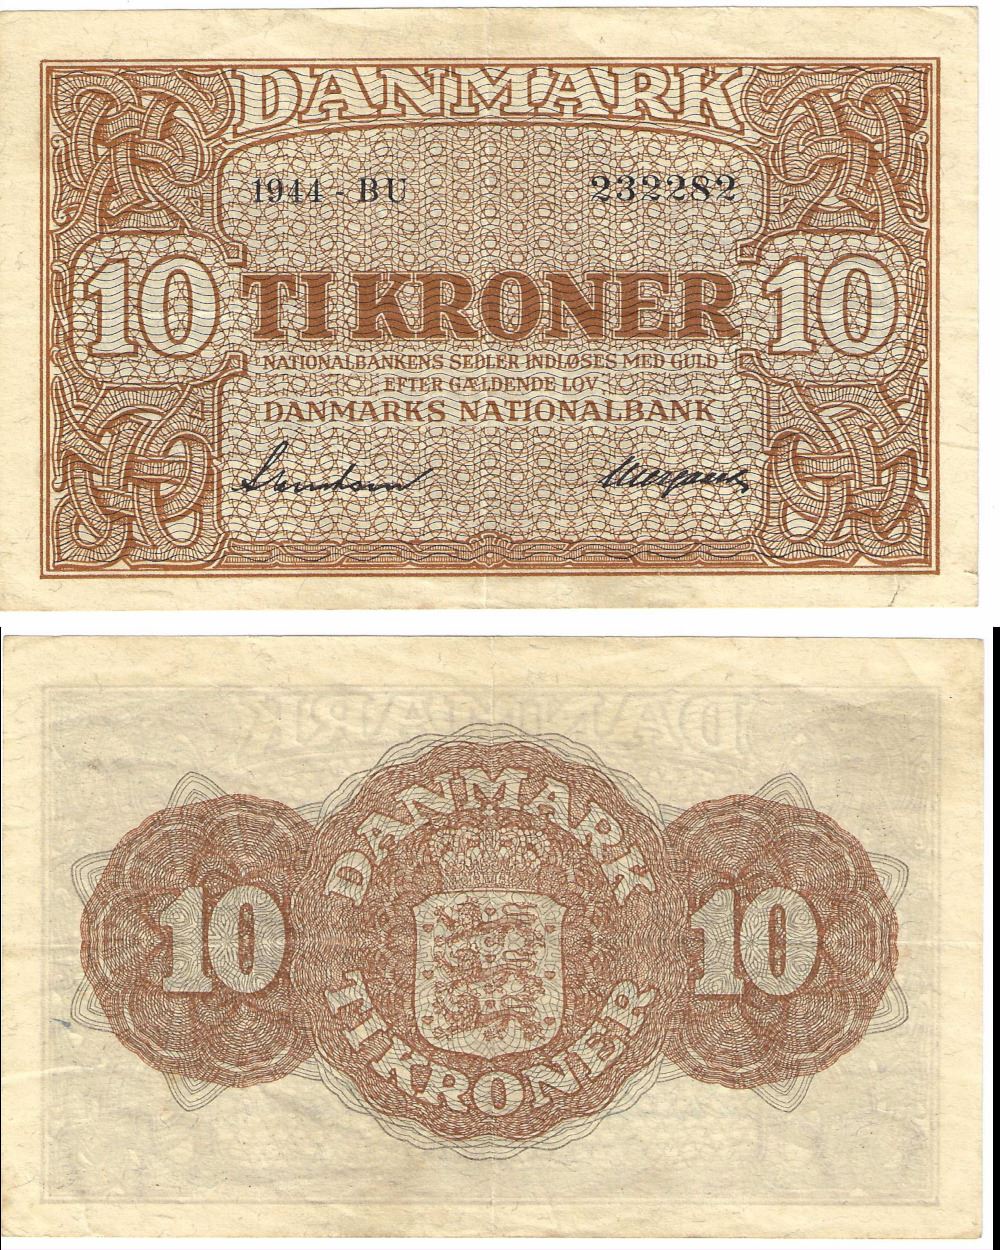 DANMARK
1944 - BU 232282
10 TI KRONER 10
NATIONALBANKENS SEDLER INDLØSES MED GULD
EFTER GÆLDENDE LOV
DANMARKS NATIONALBANK
DANMARK
10 10
TI KRONER